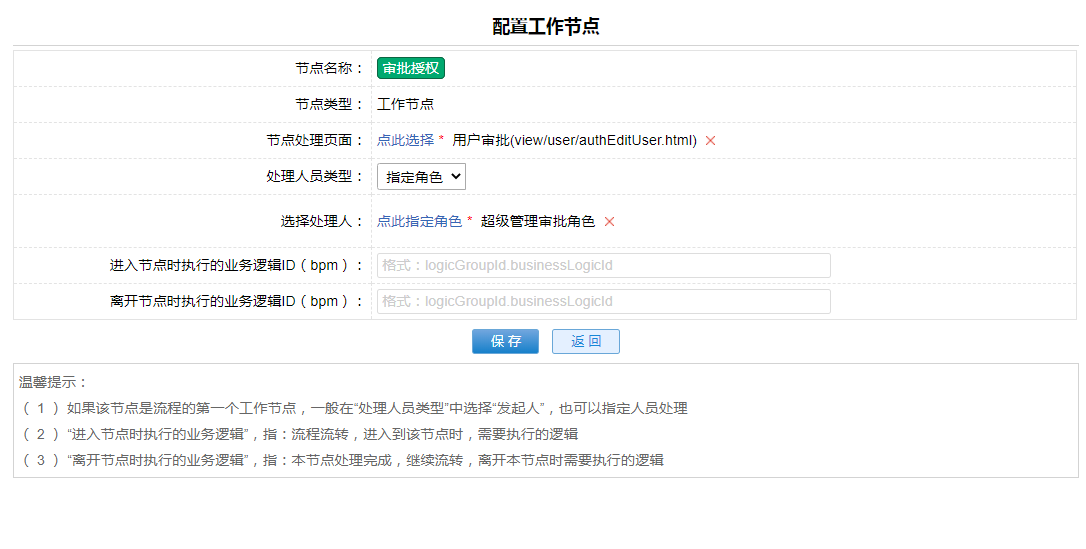 配置工作节点
节点名称： 审批授权
节点类型： 工作节点
节点处理页面： 点此选择 * 用户审批(view/user/authEditUser.html) ×
处理人员类型： 指定角色
选择处理人： 点此指定角色 * 超级管理审批角色 ×
进入节点时执行的业务逻辑ID（bpm）： 格式：logicGroupId.businessLogicId
离开节点时执行的业务逻辑ID（bpm）： 格式：logicGroupId.businessLogicId
保 存 返 回
温馨提示：
（ 1 ） 如果该节点是流程的第一个工作节点，一般在“处理人员类型”中选择“发起人”，也可以指定人员处理
（ 2 ） “进入节点时执行的业务逻辑”，指：流程流转，进入到该节点时，需要执行的逻辑
（ 3 ） “离开节点时执行的业务逻辑”，指：本节点处理完成，继续流转，离开本节点时需要执行的逻辑